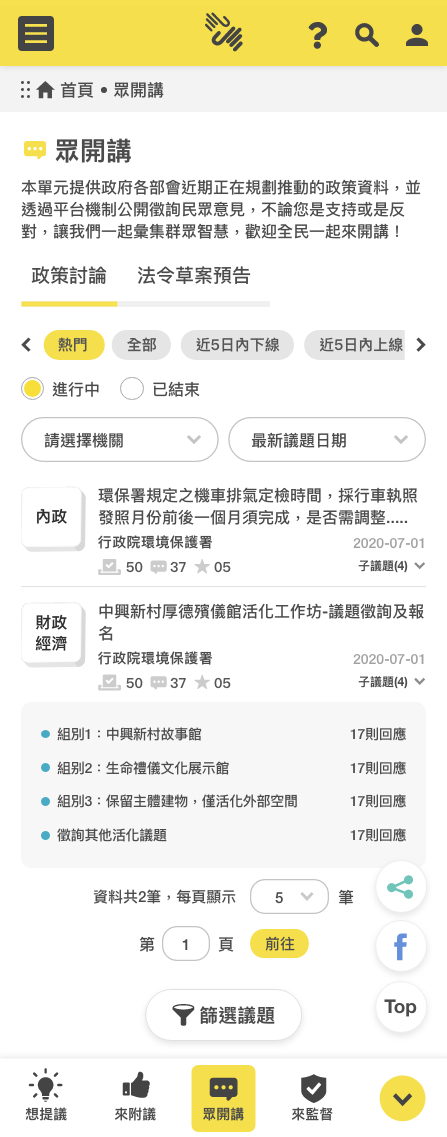 首頁 • 眾開講
眾開講
本單元提供政府各部會近期正在規劃推動的政策資料，並
透過平台機制公開徵詢民眾意見，不論您是支持或是反
對，讓我們一起彙集群眾智慧，歡迎全民一起來開講！
政策討論 法令草案預告
熱門 全部 近5日內下線 近5日內上線
進行中 已結束
請選擇機關 最新議題日期
內政
環保署規定之機車排氣定檢時間，採行車執照
發照月份前後一個月須完成，是否需調整.....
行政院環境保護署 2020-07-01
50 37 05 子議題(4)
財政
經濟
中興新村厚德殯儀館活化工作坊-議題徵詢及報
名
行政院環境保護署 2020-07-01
50 37 05 子議題(4)
組別1：中興新村故事館 17則回應
組別2：生命禮儀文化展示館 17則回應
組別3：保留主體建物，僅活化外部空間 17則回應
徵詢其他活化議題 17則回應
資料共2筆，每頁顯示 5 筆
第 1 頁 前往
Top
篩選議題
想提議 來附議 眾開講 來監督